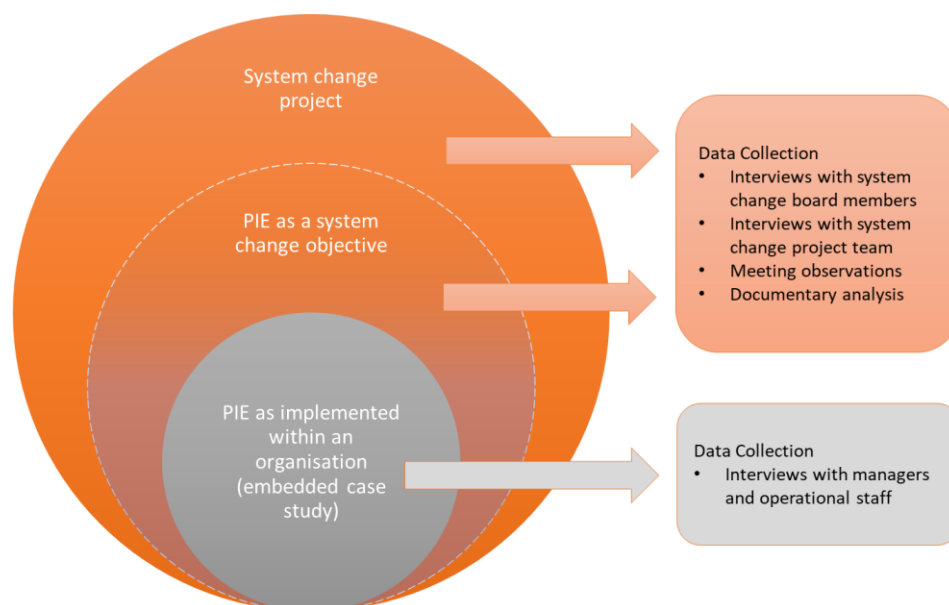 System change
project
PIE as a system
change objective
PIE as implemented
within an
organisation
(embedded case
study)
Data Collection
• Interviews with system
change board members
• Interviews with system
change project team
• Meeting observations
• Documentary analysis
Data Collection
• Interviews with managers
and operational staff